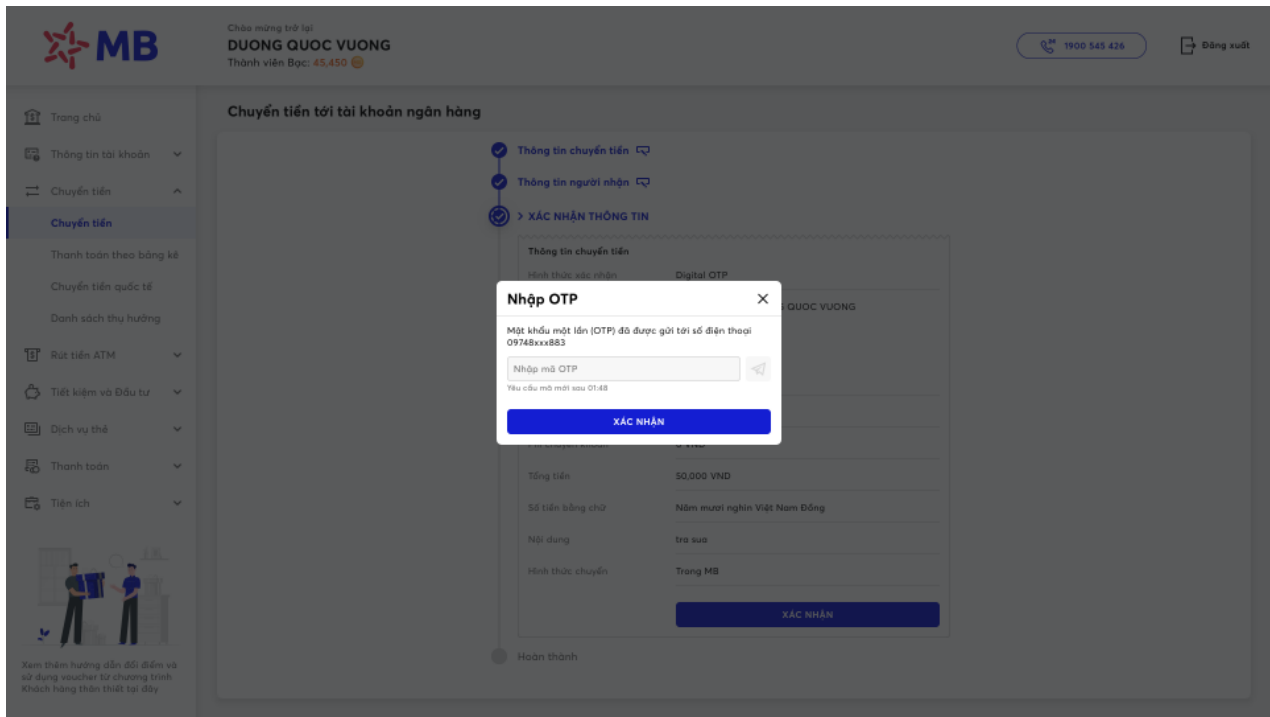 MB
Chào mừng trở lại
DUONG QUOC VUONG
Thành viên Bạc: 45,450
24
1900 545 426
Đăng xuất
Trang chủ
Thông tin tài khoản
Chuyển tiền
Chuyển tiền
Thanh toán theo bảng kê
Chuyển tiền quốc tế
Danh sách thụ hưởng
Rút tiền ATM
Tiết kiệm và Đầu tư
Dịch vụ thẻ
Thanh toán
Tiện ích
Xem thêm hướng dẫn đổi điểm và
sử dụng voucher từ chương trình
Khách hàng thân thiết tại đây
Chuyển tiền tới tài khoản ngân hàng
Thông tin chuyển tiền
Thông tin người nhận
> XÁC NHẬN THÔNG TIN
Thông tin chuyển tiền
Hình thức xác nhận Digital OTP
QUOC VUONG
Nhập OTP
Mật khẩu một lần (OTP) đã được gửi tới số điện thoại
09748xxx883
Nhập mã OTP
Yêu cầu mã mới sau 01:48
XÁC NHẬN
Tổng tiền 50,000 VND
Số tiền bằng chữ Năm mươi nghìn Việt Nam Đồng
Nội dung tra sua
Hình thức chuyển Trong MB
XÁC NHẬN
Hoàn thành